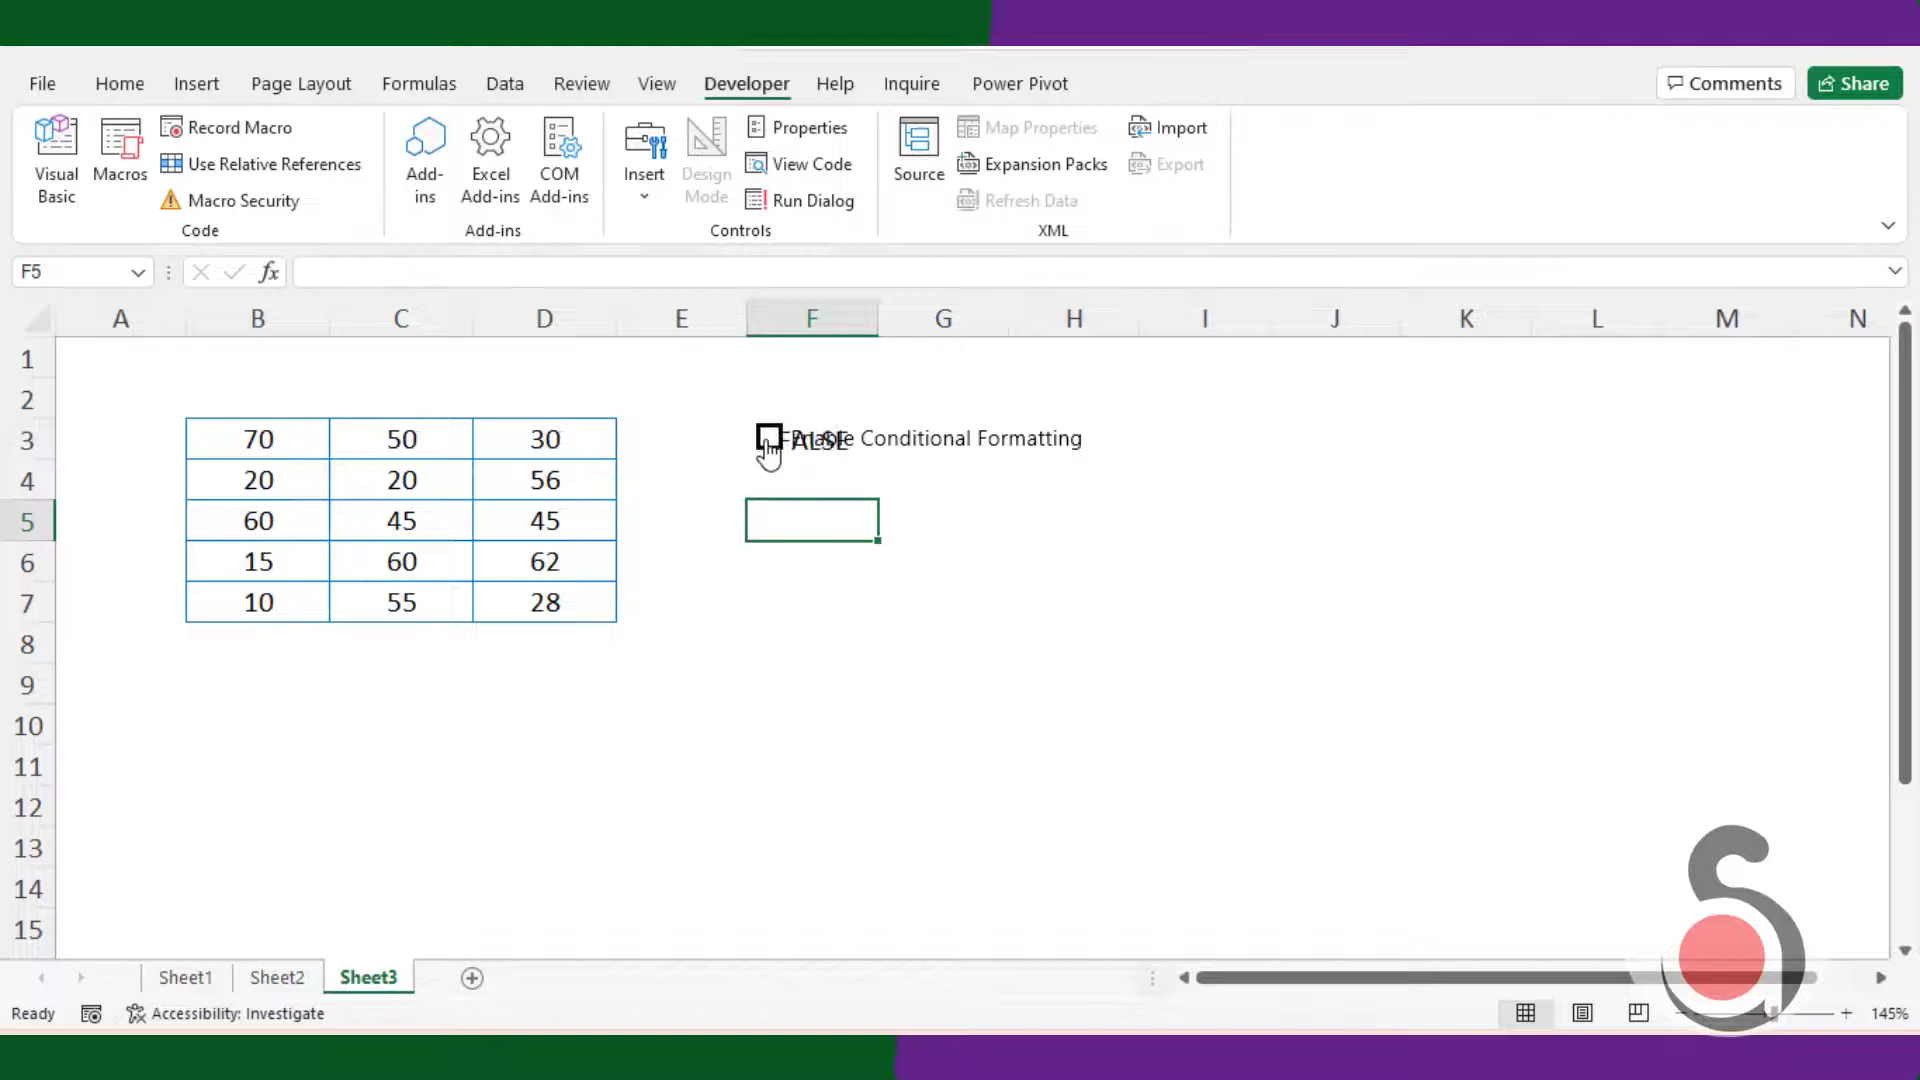 File Home Insert Page Layout Formulas Data Review View Developer Help Inquire Power Pivot Comments Share
Visual Basic
Macros
Record Macro
Use Relative References
Macro Security
Code
Add-ins
Excel Add-ins
COM Add-ins
Add-ins
Insert
Design Mode
Properties
View Code
Run Dialog
Controls
Source
Map Properties
Expansion Packs
Refresh Data
Import
Export
XML
F5 fx
A B C D E F G H I J K L M N
1
2
3 70 50 30 FALSE Enable Conditional Formatting
4 20 20 56
5 60 45 45
6 15 60 62
7 10 55 28
8
9
10
11
12
13
14
15
Sheet1 Sheet2 Sheet3
Ready Accessibility: Investigate 145%